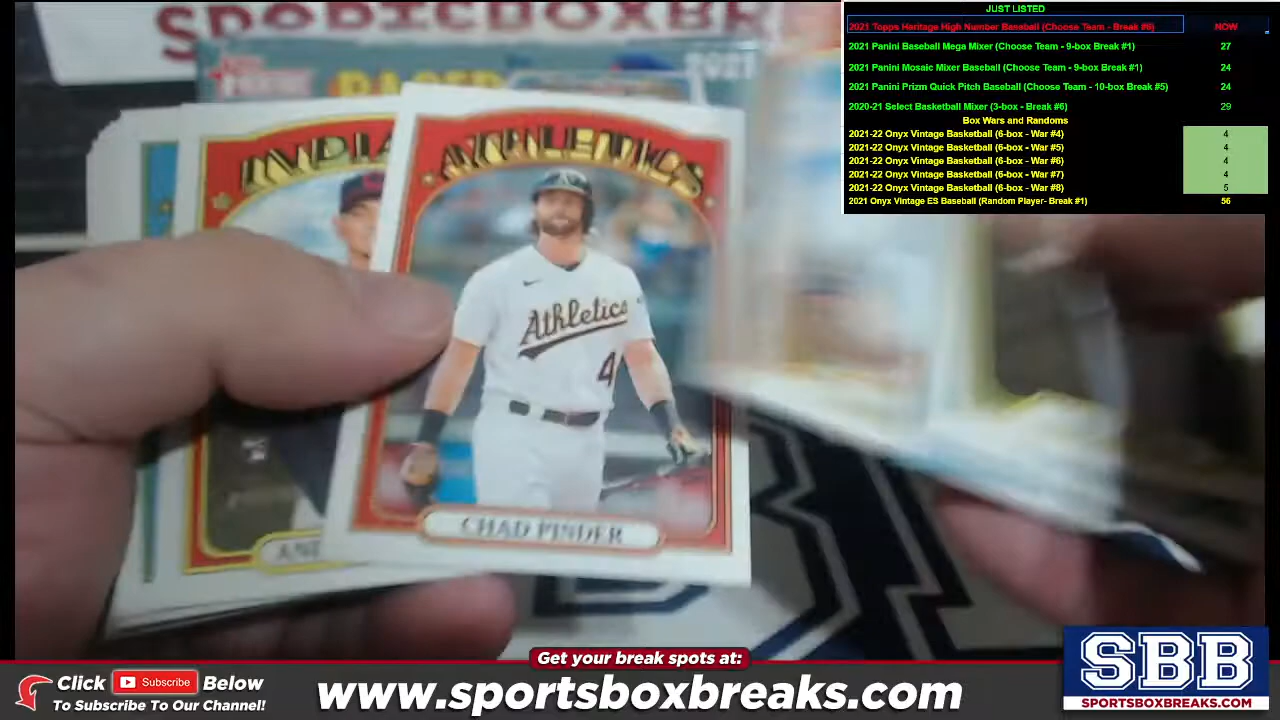 SPORTSBOXBREAKS
2021
JUST LISTED
2021 Topps Heritage High Number Baseball (Choose Team - Break #6) NOW
2021 Panini Baseball Mega Mixer (Choose Team - 9-box Break #1) 27
2021 Panini Mosaic Mixer Baseball (Choose Team - 9-box Break #1) 24
2021 Panini Prizm Quick Pitch Baseball (Choose Team - 10-box Break #5) 24
2020-21 Select Basketball Mixer (3-box - Break #6) 29
Box Wars and Randoms
2021-22 Onyx Vintage Basketball (6-box - War #4) 4
2021-22 Onyx Vintage Basketball (6-box - War #5) 4
2021-22 Onyx Vintage Basketball (6-box - War #6) 4
2021-22 Onyx Vintage Basketball (6-box - War #7) 4
2021-22 Onyx Vintage Basketball (6-box - War #8) 5
2021 Onyx Vintage ES Baseball (Random Player- Break #1) 56
INDIA
ATHLETICS
Athletics
4
AND
CHAD PINDER
Get your break spots at:
Click Subscribe Below
To Subscribe To Our Channel!
www.sportsboxbreaks.com
SBB
SPORTSBOXBREAKS.COM